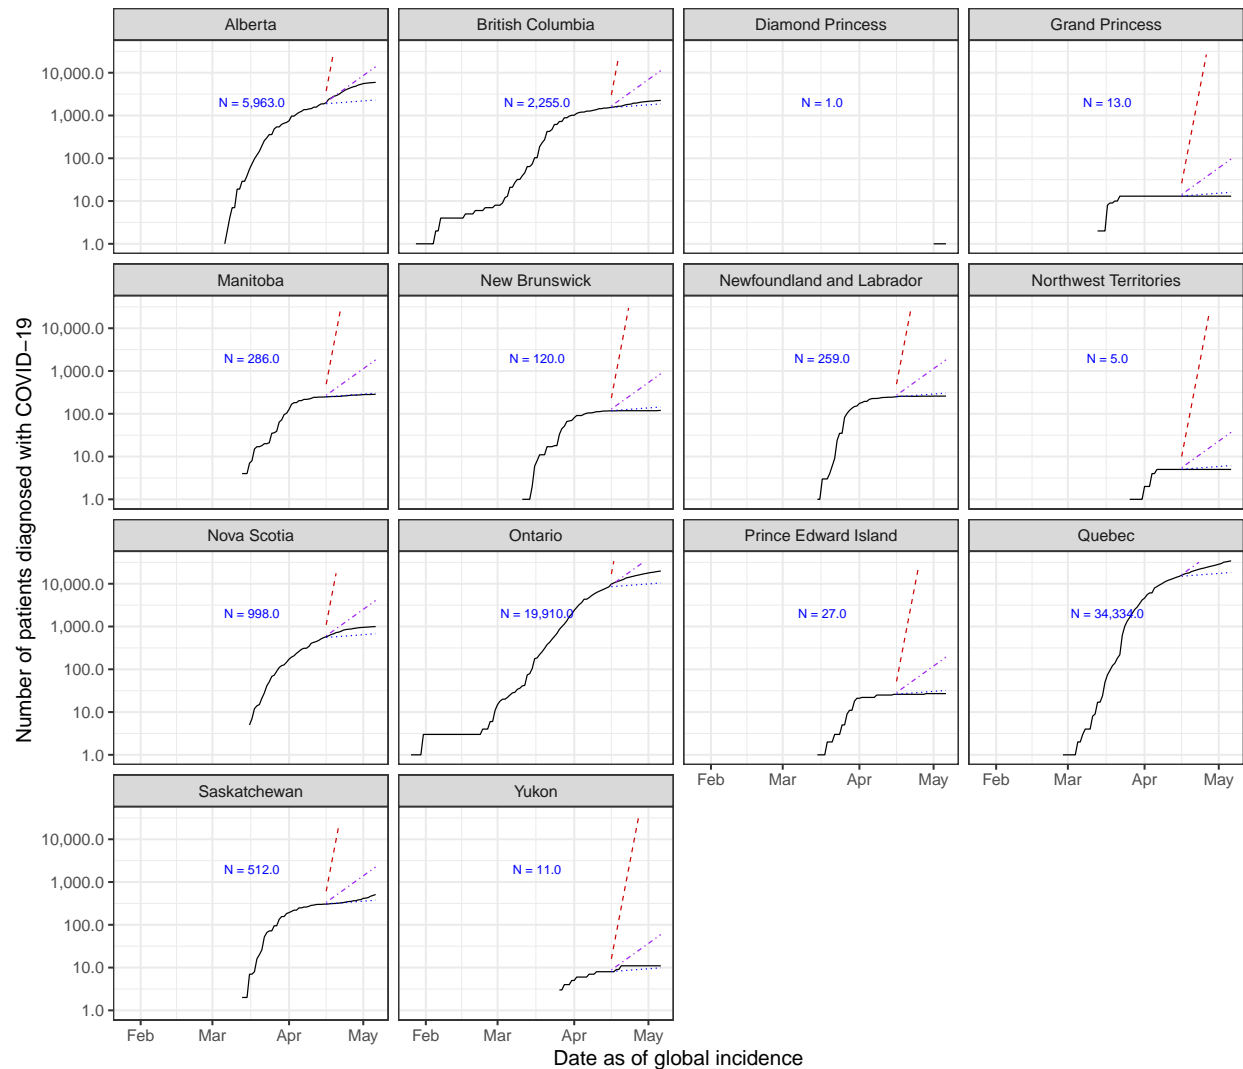 Alberta
British Columbia
Diamond Princess
Grand Princess
10,000.0
1,000.0
100.0
10.0
1.0
N = 5,963.0
N = 2,255.0
N = 1.0
N = 13.0
Manitoba
New Brunswick
Newfoundland and Labrador
Northwest Territories
10,000.0
1,000.0
100.0
10.0
1.0
N = 286.0
N = 120.0
N = 259.0
N = 5.0
Number of patients diagnosed with COVID−19
Nova Scotia
Ontario
Prince Edward Island
Quebec
10,000.0
1,000.0
100.0
10.0
1.0
N = 998.0
N = 19,910.0
N = 27.0
N = 34,334.0
Feb Mar Apr May
Feb Mar Apr May
Saskatchewan
Yukon
10,000.0
1,000.0
100.0
10.0
1.0
N = 512.0
N = 11.0
Feb Mar Apr May
Feb Mar Apr May
Date as of global incidence